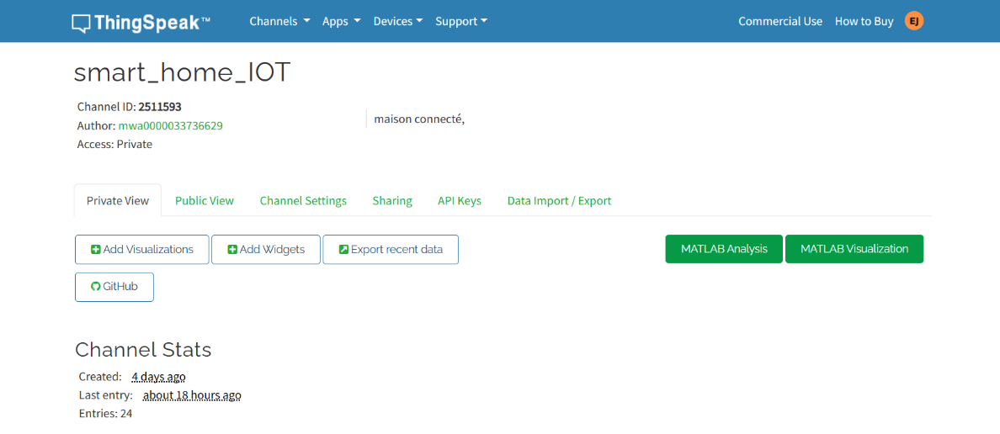 ThingSpeak™ Channels Apps Devices Support Commercial Use How to Buy EJ
smart_home_IOT
Channel ID: 2511593
Author: mwa0000033736629
Access: Private
maison connecté,
Private View Public View Channel Settings Sharing API Keys Data Import / Export
Add Visualizations Add Widgets Export recent data MATLAB Analysis MATLAB Visualization
GitHub
Channel Stats
Created: 4 days ago
Last entry: about 18 hours ago
Entries: 24